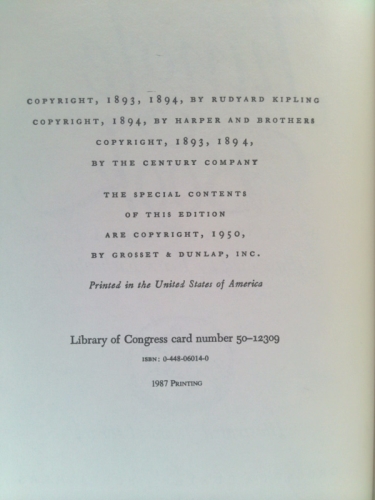 COPYRIGHT, 1893, 1894, BY RUDYARD KIPLING
COPYRIGHT, 1894, BY HARPER AND BROTHERS
COPYRIGHT, 1893, 1894,
BY THE CENTURY COMPANY
THE SPECIAL CONTENTS
OF THIS EDITION
ARE COPYRIGHT, 1950,
BY GROSSET & DUNLAP, INC.
Printed in the United States of America
Library of Congress card number 50-12309
ISBN: 0-448-06014-0
1987 PRINTING